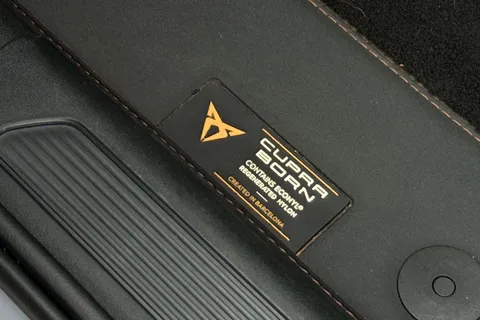 CUPRA
BORN
CONTAINS ECONYL®
REGENERATED NYLON
CREATED IN BARCELONA